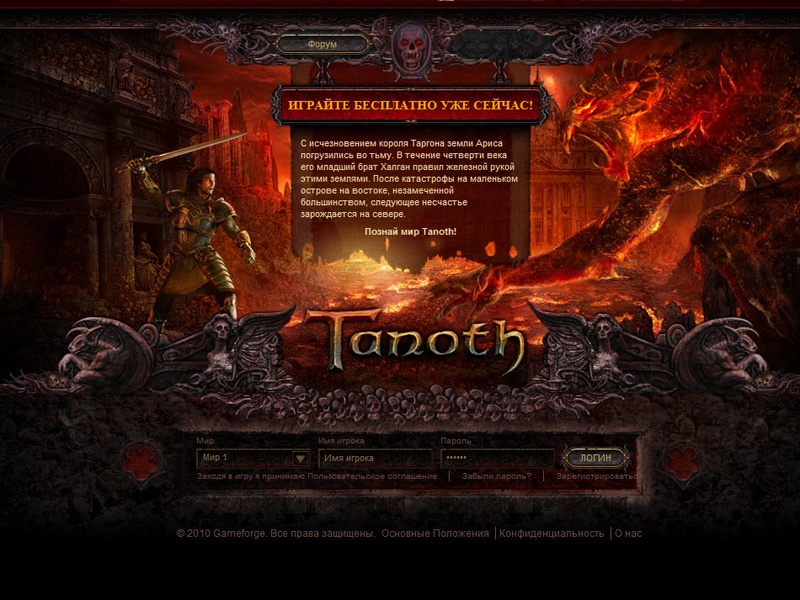 Форум
ИГРАЙТЕ БЕСПЛАТНО УЖЕ СЕЙЧАС!
С исчезновением короля Таргона земли Ариса
погрузились во тьму. В течение четверти века
его младший брат Халган правил железной рукой
этими землями. После катастрофы на маленьком
острове на востоке, незамеченной
большинством, следующее несчастье
зарождается на севере.
Познай мир Tanoth!
Tanoth
Мир Имя игрока Пароль
Мир 1 Имя игрока •••••• ЛОГИН
Заходя в игру я принимаю Пользовательское соглашение | Забыли пароль? | Зарегистрироваться
© 2010 Gameforge. Все права защищены. Основные Положения | Конфиденциальность | О нас